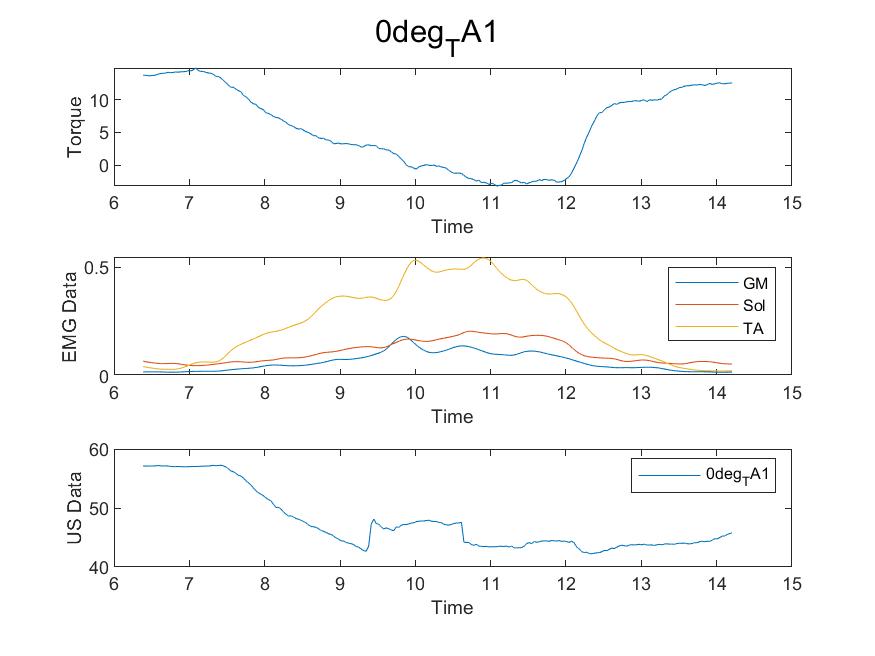 0deg_TA1
10
5
0
Torque
6 7 8 9 10 11 12 13 14 15
Time
0.5
0
EMG Data
GM
Sol
TA
6 7 8 9 10 11 12 13 14 15
Time
60
50
40
US Data
0deg_TA1
6 7 8 9 10 11 12 13 14 15
Time